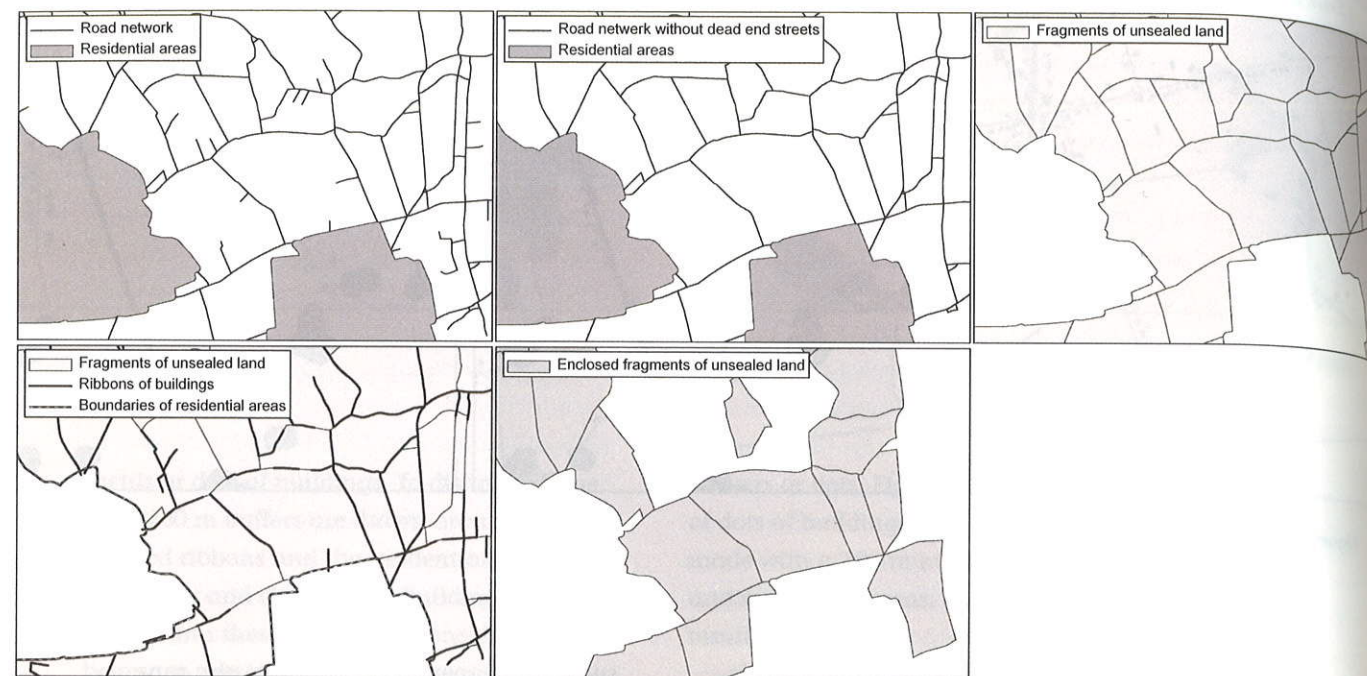 Road network
Residential areas
Road netwerk without dead end streets
Residential areas
Fragments of unsealed land
Fragments of unsealed land
Ribbons of buildings
Boundaries of residential areas
Enclosed fragments of unsealed land